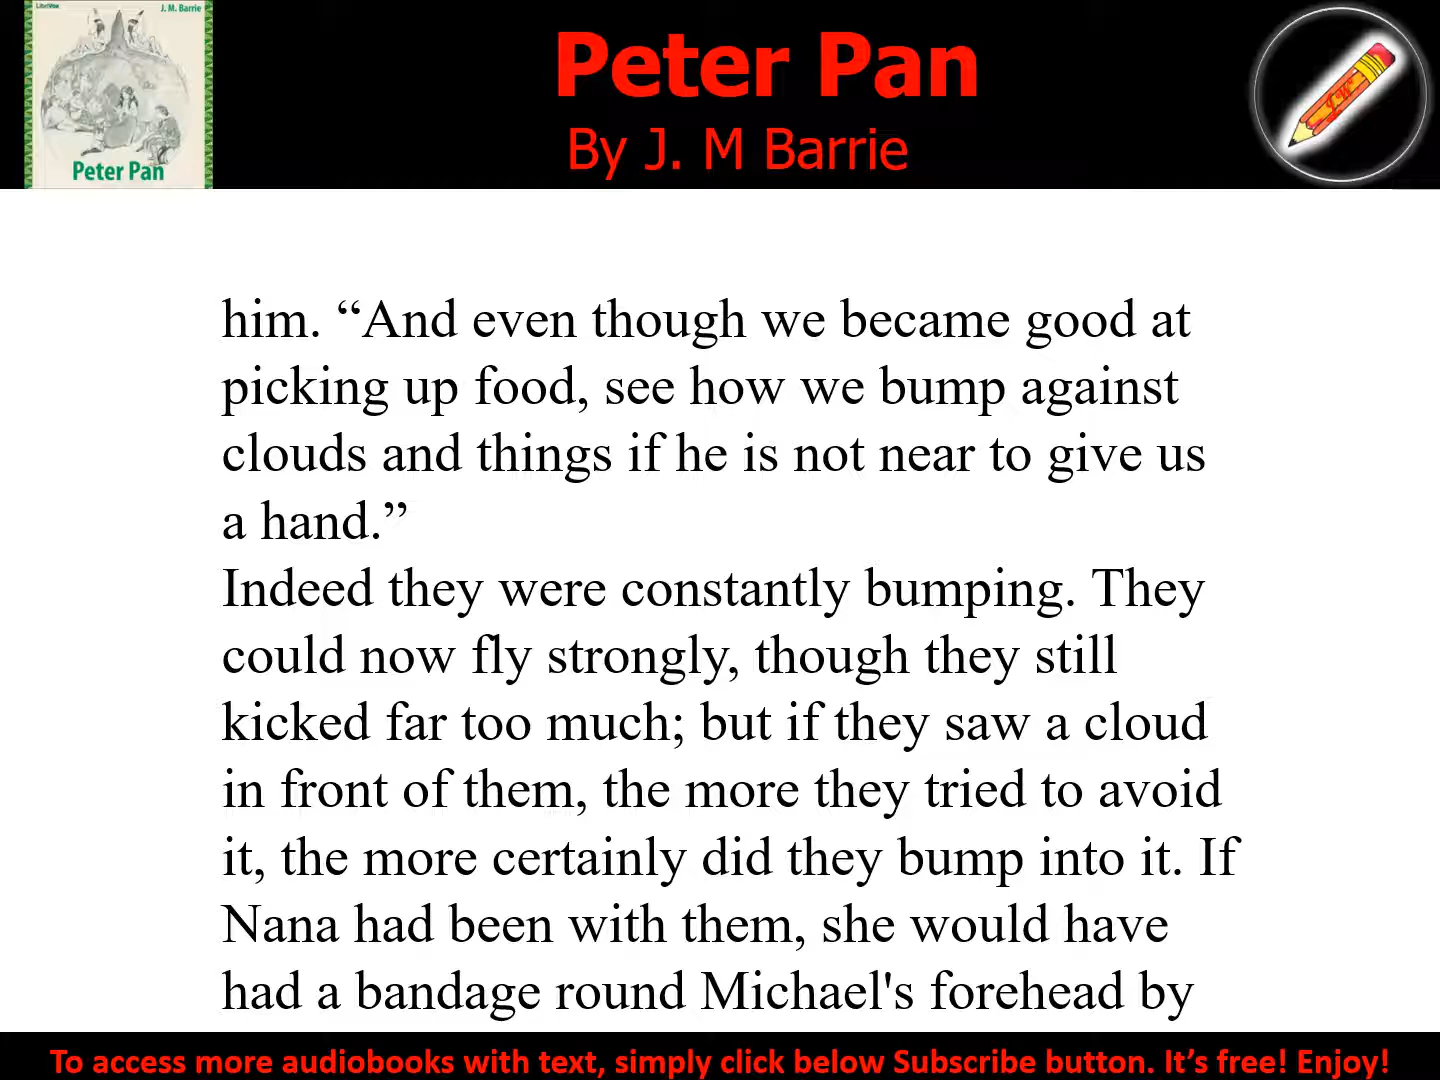 LibriVox
J. M. Barrie
Peter Pan
Peter Pan
By J. M Barrie
him. “And even though we became good at
picking up food, see how we bump against
clouds and things if he is not near to give us
a hand.”
Indeed they were constantly bumping. They
could now fly strongly, though they still
kicked far too much; but if they saw a cloud
in front of them, the more they tried to avoid
it, the more certainly did they bump into it. If
Nana had been with them, she would have
had a bandage round Michael's forehead by
To access more audiobooks with text, simply click below Subscribe button. It’s free! Enjoy!